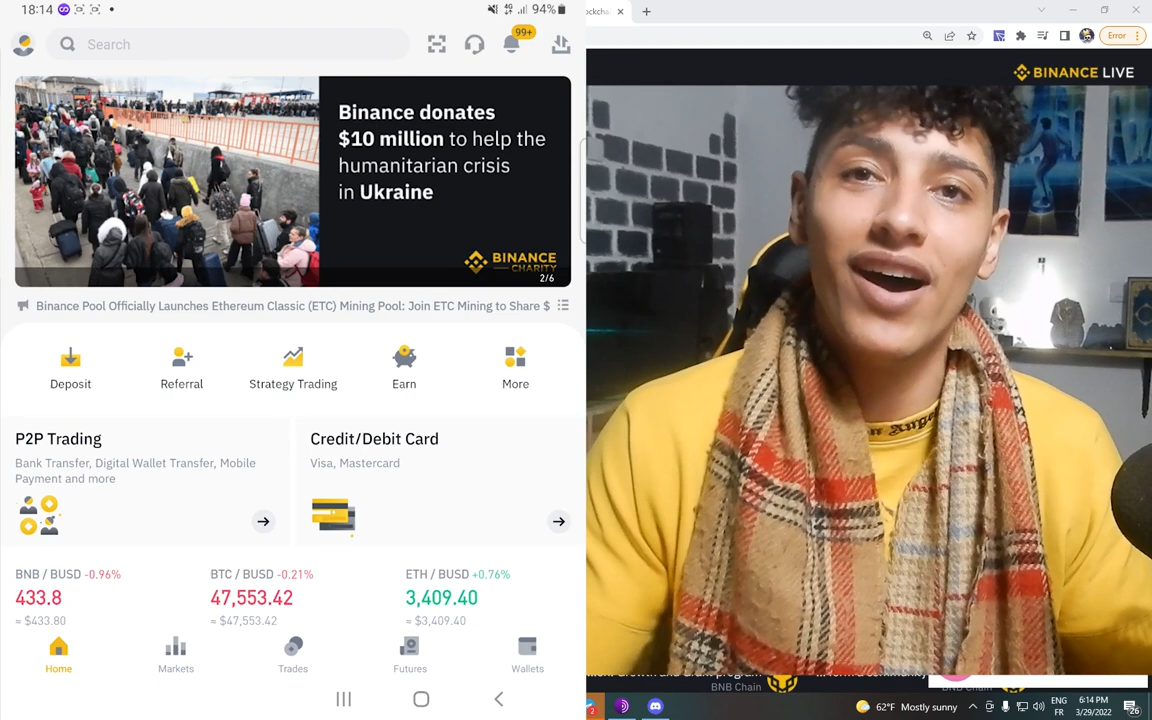 18:14
94%
Search
99+
Binance donates
$10 million to help the
humanitarian crisis
in Ukraine
BINANCE
CHARITY
2/6
Binance Pool Officially Launches Ethereum Classic (ETC) Mining Pool: Join ETC Mining to Share $
Deposit
Referral
Strategy Trading
Earn
More
P2P Trading
Bank Transfer, Digital Wallet Transfer, Mobile
Payment and more
Credit/Debit Card
Visa, Mastercard
BNB / BUSD -0.96%
433.8
≈ $433.80
BTC / BUSD -0.21%
47,553.42
≈ $47,553.42
ETH / BUSD +0.76%
3,409.40
≈ $3,409.40
Home
Markets
Trades
Futures
Wallets
Error
BINANCE LIVE
BNB Chain
2
62°F Mostly sunny
ENG
FR
6:14 PM
3/29/2022
26